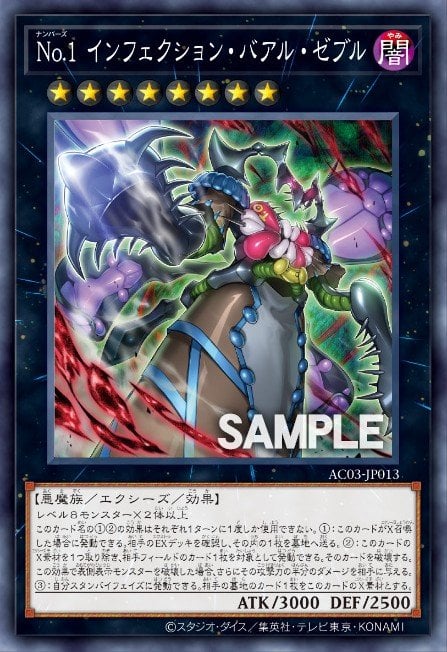 ナンバーズ
No.1 インフェクション・バアル・ゼブル
やみ
闇
01
SAMPLE
AC03-JP013
【悪魔族/エクシーズ/効果】
レベル8モンスター×2体以上
このカード名の①②の効果はそれぞれ1ターンに1度しか使用できない。①:このカードがX召喚
した場合に発動できる。相手のEXデッキを確認し、その内の1枚を墓地へ送る。②:このカードの
X素材を1つ取り除き、相手フィールドのカード1枚を対象として発動できる。そのカードを破壊する。
この効果で表側表示モンスターを破壊した場合、さらにその攻撃力の半分のダメージを相手に与える。
③:自分スタンバイフェイズに発動できる。相手の墓地のカード1枚をこのカードのX素材とする。
ATK/3000 DEF/2500
©スタジオ・ダイス/集英社・テレビ東京・KONAMI